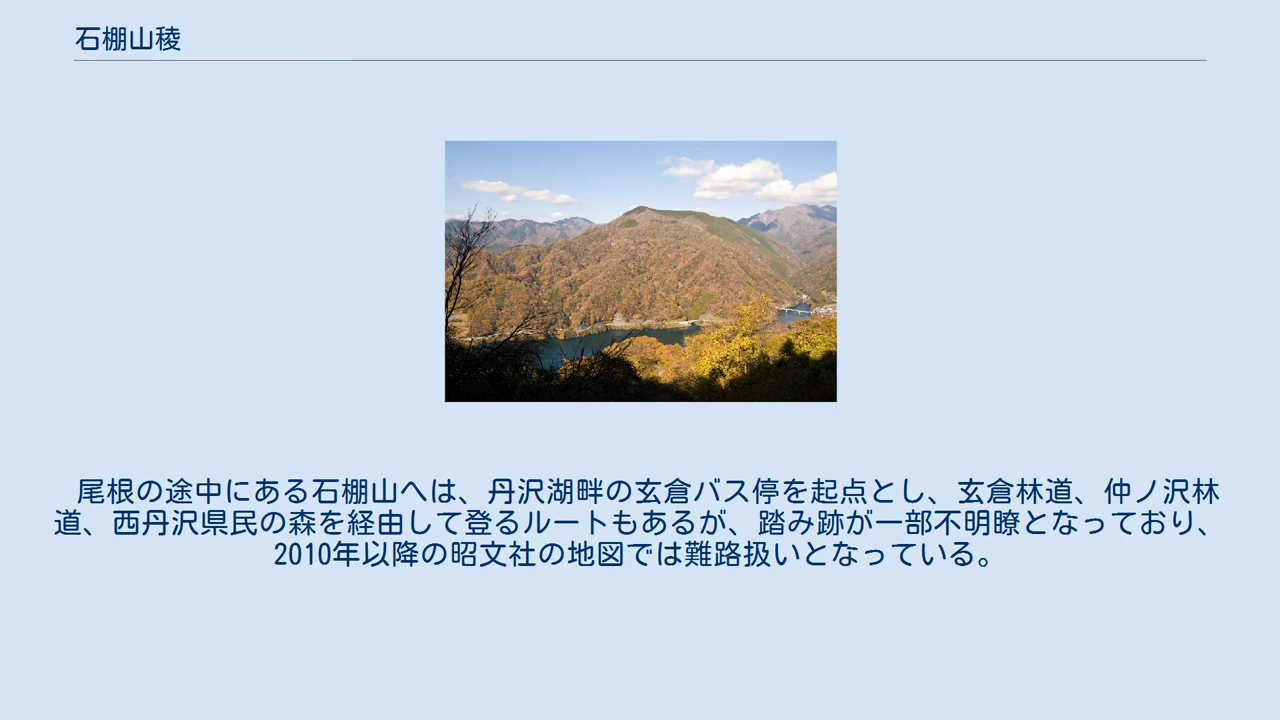 石棚山稜
尾根の途中にある石棚山へは、丹沢湖畔の玄倉バス停を起点とし、玄倉林道、仲ノ沢林
道、西丹沢県民の森を経由して登るルートもあるが、踏み跡が一部不明瞭となっており、
2010年以降の昭文社の地図では難路扱いとなっている。